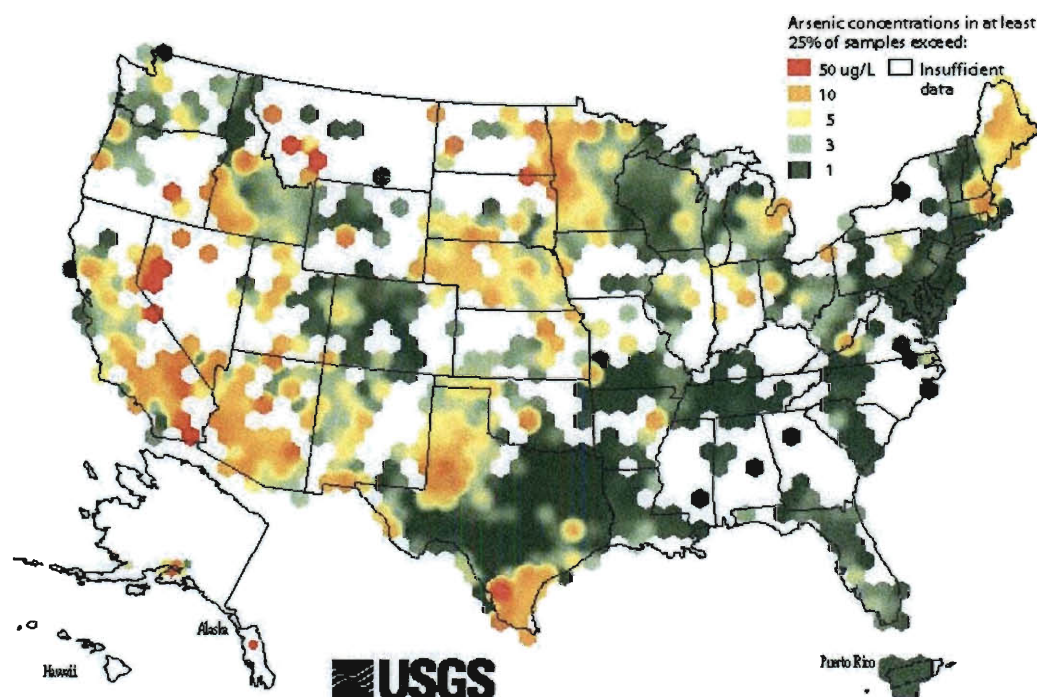 Arsenic concentrations in at least
25% of samples exceed:
50 ug/L Insufficient
data
10
5
3
1
Alaska
Hawaii
Puerto Rico
USGS